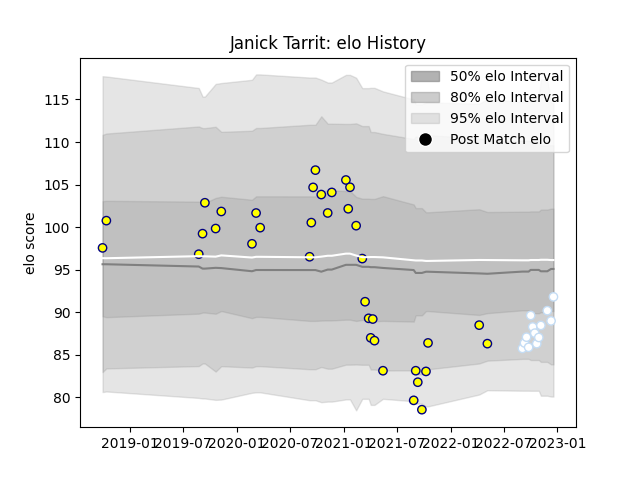 Janick Tarrit: elo History
50% elo Interval
80% elo Interval
95% elo Interval
Post Match elo
elo score
115
110
105
100
95
90
85
80
2019-01
2019-07
2020-01
2020-07
2021-01
2021-07
2022-01
2022-07
2023-01